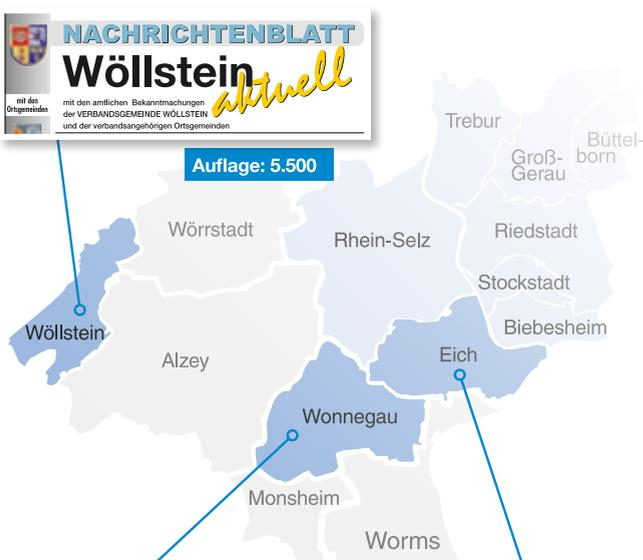 NACHRICHTENBLATT
Wöllstein
aktuell
mit den
Ortsgemeinden
mit den amtlichen Bekanntmachungen
der VERBANDSGEMEINDE WÖLLSTEIN
und der verbandsangehörigen Ortsgemeinden
Auflage: 5.500
Trebur
Büttel-
born
Groß-
Gerau
Wörrstadt
Rhein-Selz
Riedstadt
Stockstadt
Wöllstein
Biebesheim
Alzey
Eich
Wonnegau
Monsheim
Worms